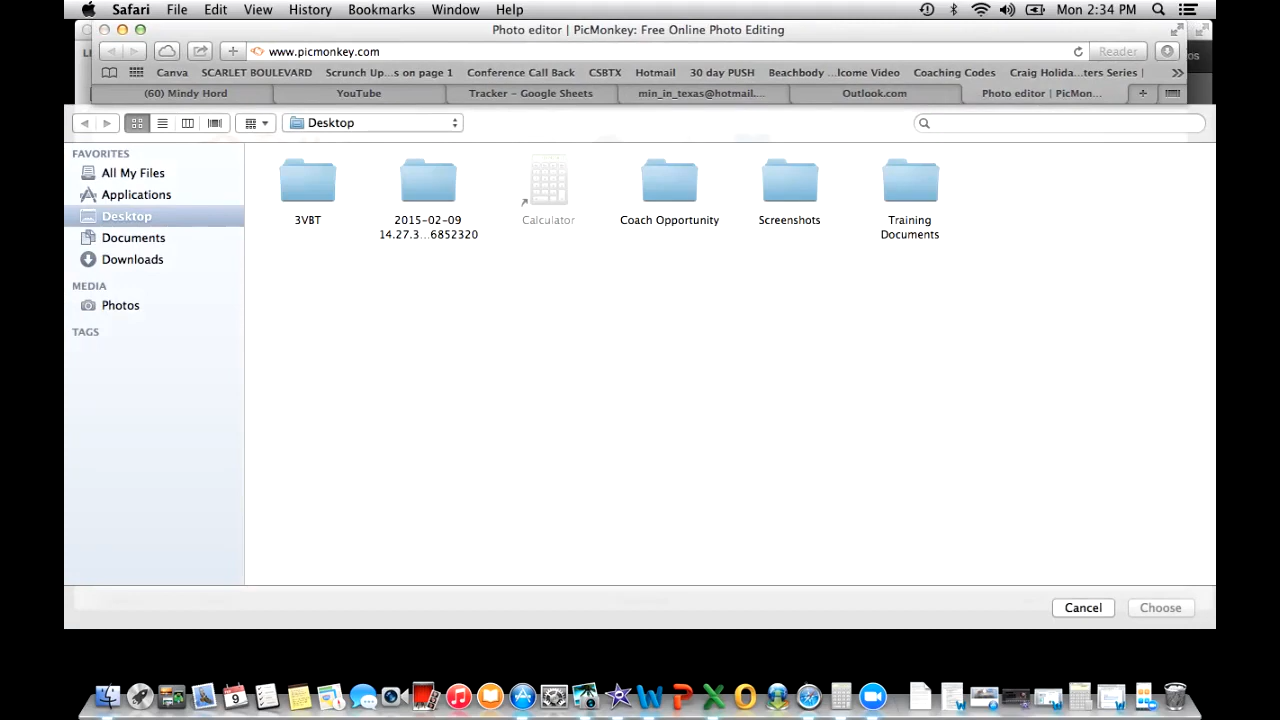 Safari File Edit View History Bookmarks Window Help Mon 2:34 PM
Photo editor | PicMonkey: Free Online Photo Editing
www.picmonkey.com Reader
Canva SCARLET BOULEVARD Scrunch Up...s on page 1 Conference Call Back CSBTX Hotmail 30 day PUSH Beachbody ...lcome Video Coaching Codes Craig Holida...ters Series
(60) Mindy Hord YouTube Tracker - Google Sheets min_in_texas@hotmail.... Outlook.com Photo editor | PicMon...
Desktop
FAVORITES
All My Files
Applications
Desktop
Documents
Downloads
MEDIA
Photos
TAGS
3VBT
2015-02-09
14.27.3...6852320
Calculator
Coach Opportunity
Screenshots
Training
Documents
Cancel Choose
9